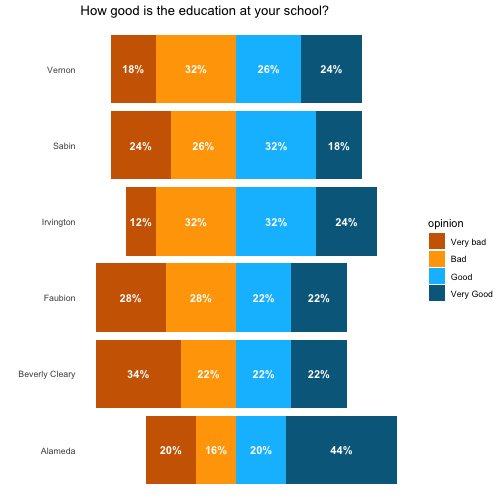 How good is the education at your school?
Vernon 18% 32% 26% 24%
Sabin 24% 26% 32% 18%
Irvington 12% 32% 32% 24%
opinion
Very bad
Bad
Good
Very Good
Faubion 28% 28% 22% 22%
Beverly Cleary 34% 22% 22% 22%
Alameda 20% 16% 20% 44%